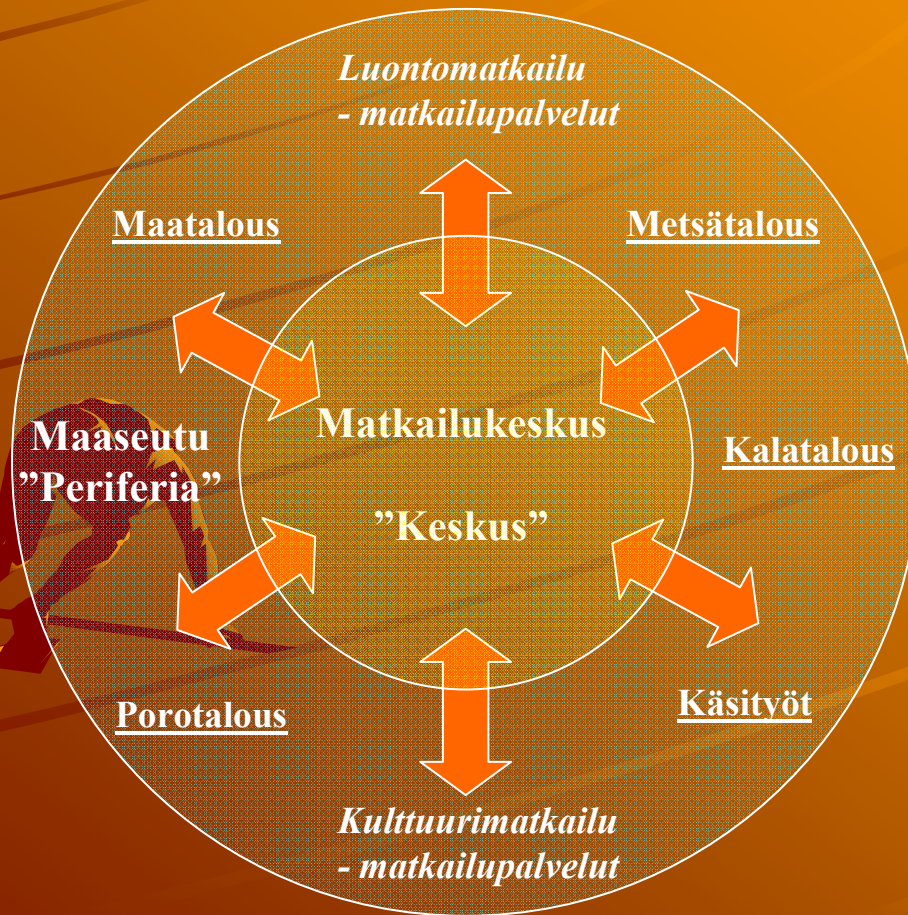 Luontomatkailu
- matkailupalvelut
Maatalous
Metsätalous
Maaseutu
”Periferia”
Matkailukeskus
”Keskus”
Kalatalous
Porotalous
Käsityöt
Kulttuurimatkailu
- matkailupalvelut